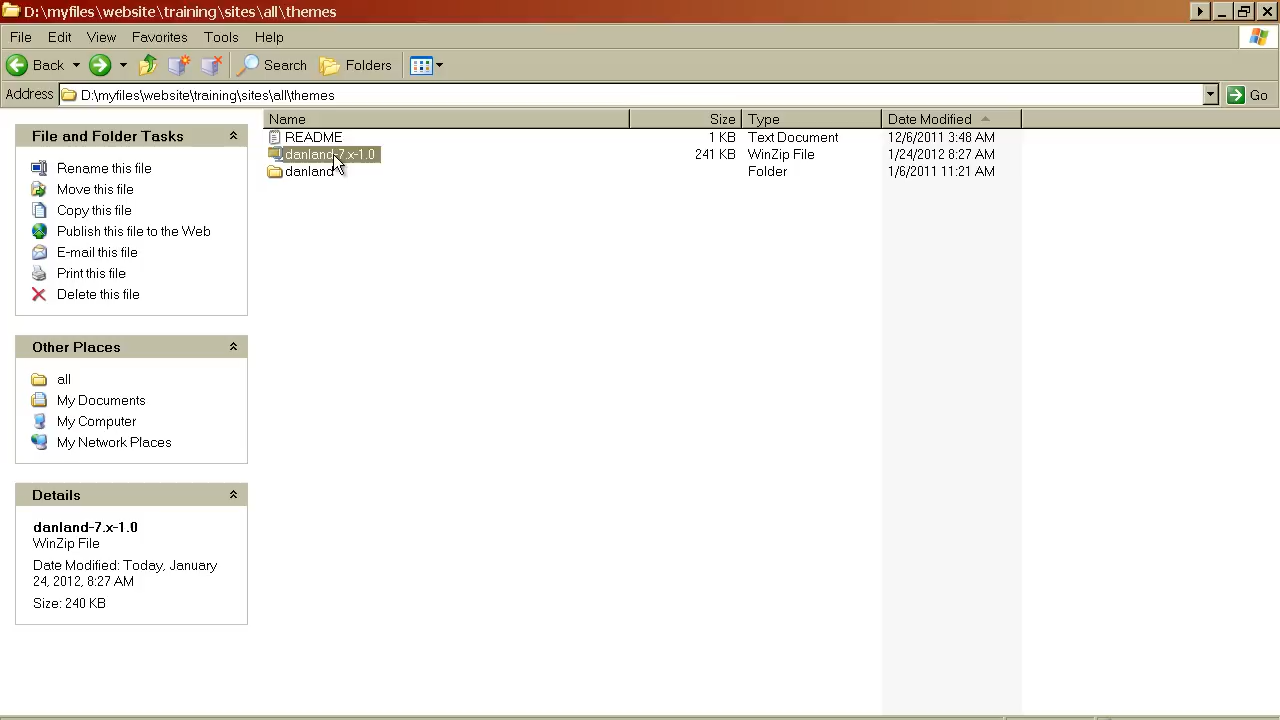 D:\myfiles\website\training\sites\all\themes
File Edit View Favorites Tools Help
Back Search Folders
Address D:\myfiles\website\training\sites\all\themes Go
Name Size Type Date Modified
README 1 KB Text Document 12/6/2011 3:48 AM
danland-7.x-1.0 241 KB WinZip File 1/24/2012 8:27 AM
danland Folder 1/6/2011 11:21 AM
File and Folder Tasks
Rename this file
Move this file
Copy this file
Publish this file to the Web
E-mail this file
Print this file
Delete this file
Other Places
all
My Documents
My Computer
My Network Places
Details
danland-7.x-1.0
WinZip File
Date Modified: Today, January
24, 2012, 8:27 AM
Size: 240 KB